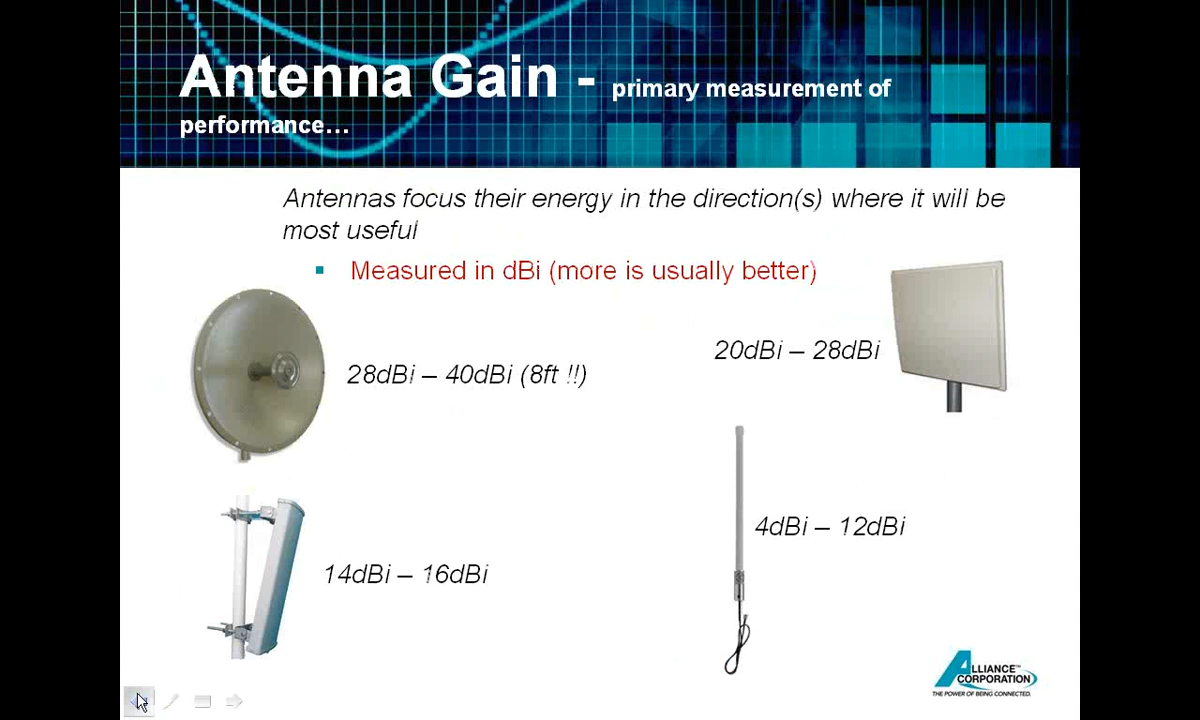 Antenna Gain - primary measurement of
performance…
Antennas focus their energy in the direction(s) where it will be
most useful
Measured in dBi (more is usually better)
20dBi – 28dBi
28dBi – 40dBi (8ft !!)
4dBi – 12dBi
14dBi – 16dBi
ALLIANCE™
CORPORATION
THE POWER OF BEING CONNECTED.